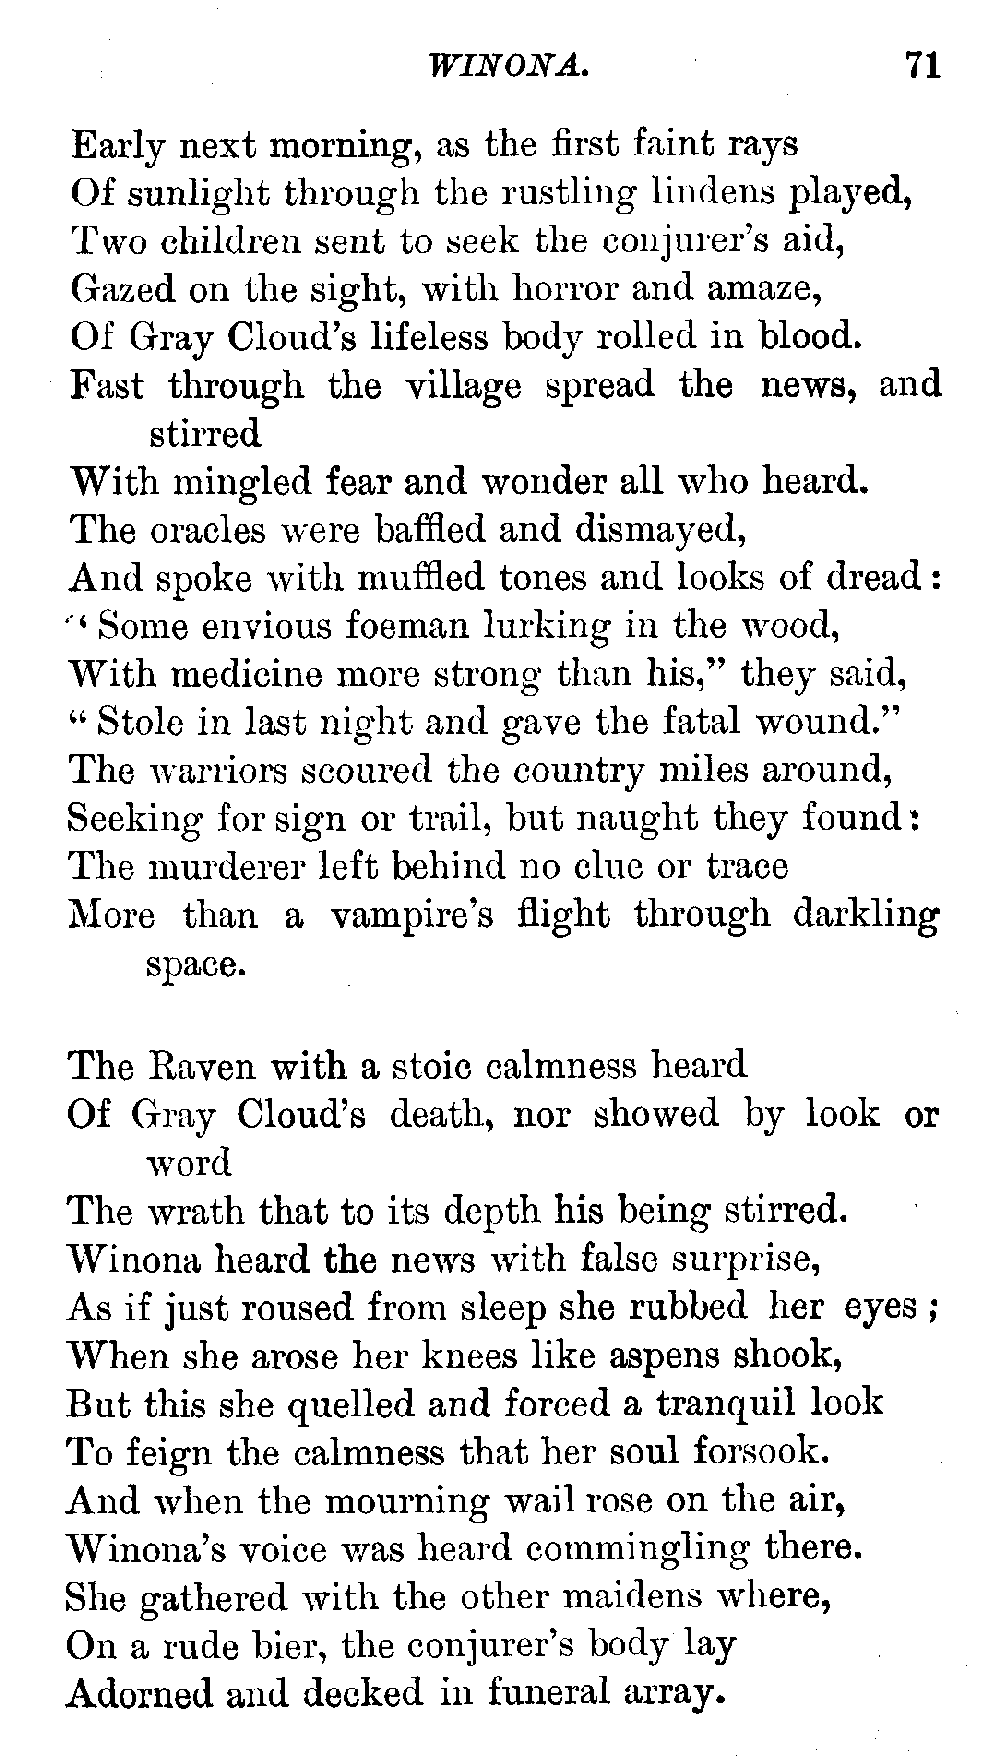 WINONA. 71
Early next morning, as the first faint rays
Of sunlight through the rustling lindens played,
Two children sent to seek the conjurer's aid,
Gazed on the sight, with horror and amaze,
Of Gray Cloud's lifeless body rolled in blood.
Fast through the village spread the news, and
stirred
With mingled fear and wonder all who heard.
The oracles were baffled and dismayed,
And spoke with muffled tones and looks of dread:
“Some envious foeman lurking in the wood,
With medicine more strong than his,” they said,
“Stole in last night and gave the fatal wound.”
The warriors scoured the country miles around,
Seeking for sign or trail, but naught they found:
The murderer left behind no clue or trace
More than a vampire's flight through darkling
space.

The Raven with a stoic calmness heard
Of Gray Cloud's death, nor showed by look or
word
The wrath that to its depth his being stirred.
Winona heard the news with false surprise,
As if just roused from sleep she rubbed her eyes;
When she arose her knees like aspens shook,
But this she quelled and forced a tranquil look
To feign the calmness that her soul forsook.
And when the mourning wail rose on the air,
Winona's voice was heard commingling there.
She gathered with the other maidens where,
On a rude bier, the conjurer's body lay
Adorned and decked in funeral array.